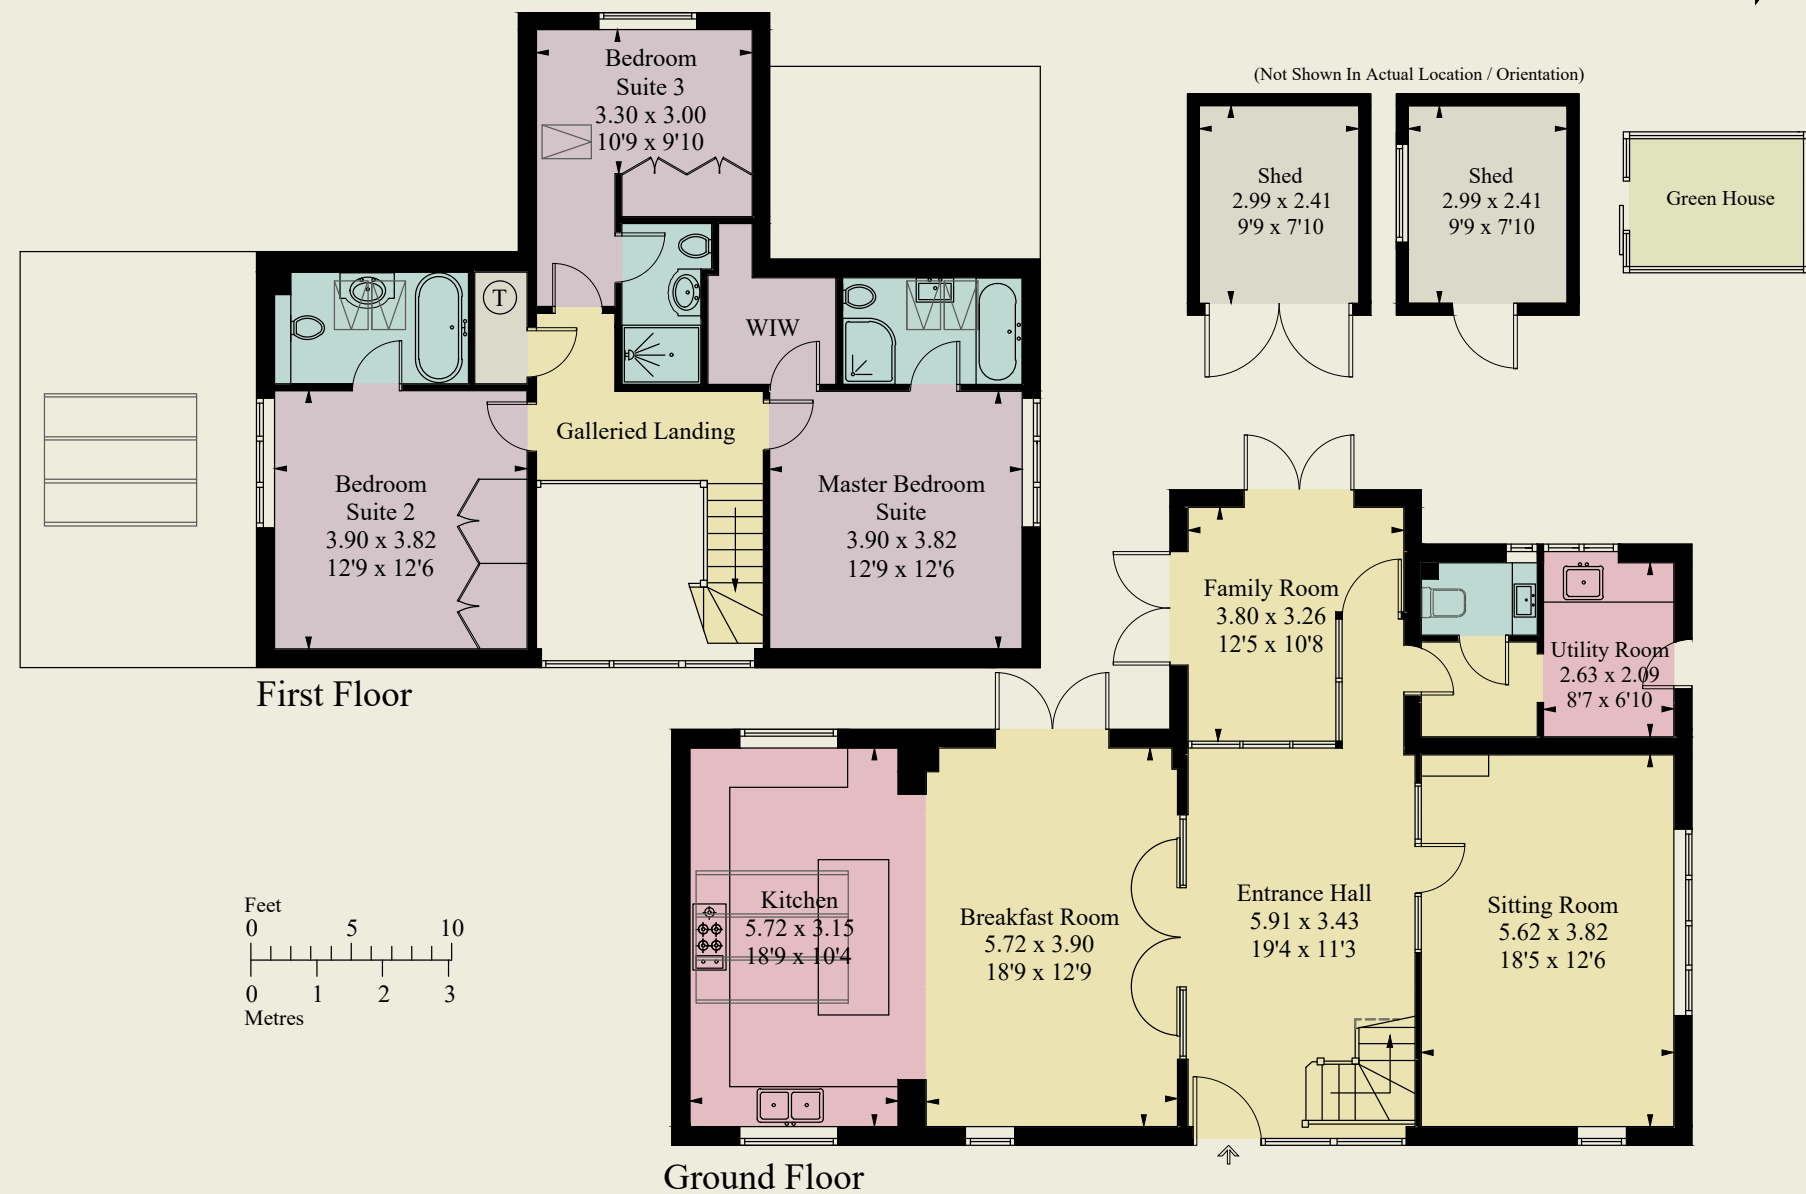 Bedroom
Suite 3
3.30 x 3.00
10'9 x 9'10
(Not Shown In Actual Location / Orientation)
Shed
2.99 x 2.41
9'9 x 7'10
Shed
2.99 x 2.41
9'9 x 7'10
Green House
T
WIW
Galleried Landing
Bedroom
Suite 2
3.90 x 3.82
12'9 x 12'6
Master Bedroom
Suite
3.90 x 3.82
12'9 x 12'6
First Floor
Family Room
3.80 x 3.26
12'5 x 10'8
Utility Room
2.63 x 2.09
8'7 x 6'10
Kitchen
5.72 x 3.15
18'9 x 10'4
Breakfast Room
5.72 x 3.90
18'9 x 12'9
Entrance Hall
5.91 x 3.43
19'4 x 11'3
Sitting Room
5.62 x 3.82
18'5 x 12'6
Feet
0 5 10
0 1 2 3
Metres
Ground Floor